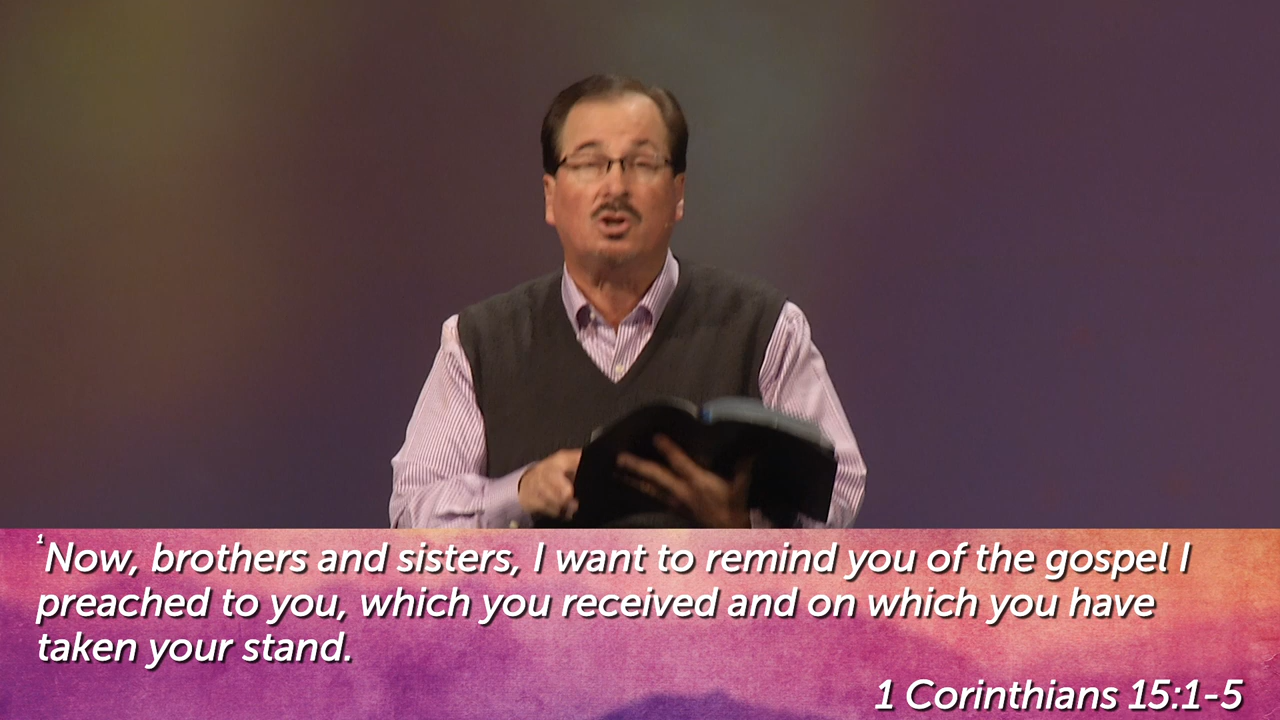 ¹Now, brothers and sisters, I want to remind you of the gospel I
preached to you, which you received and on which you have
taken your stand.
1 Corinthians 15:1-5